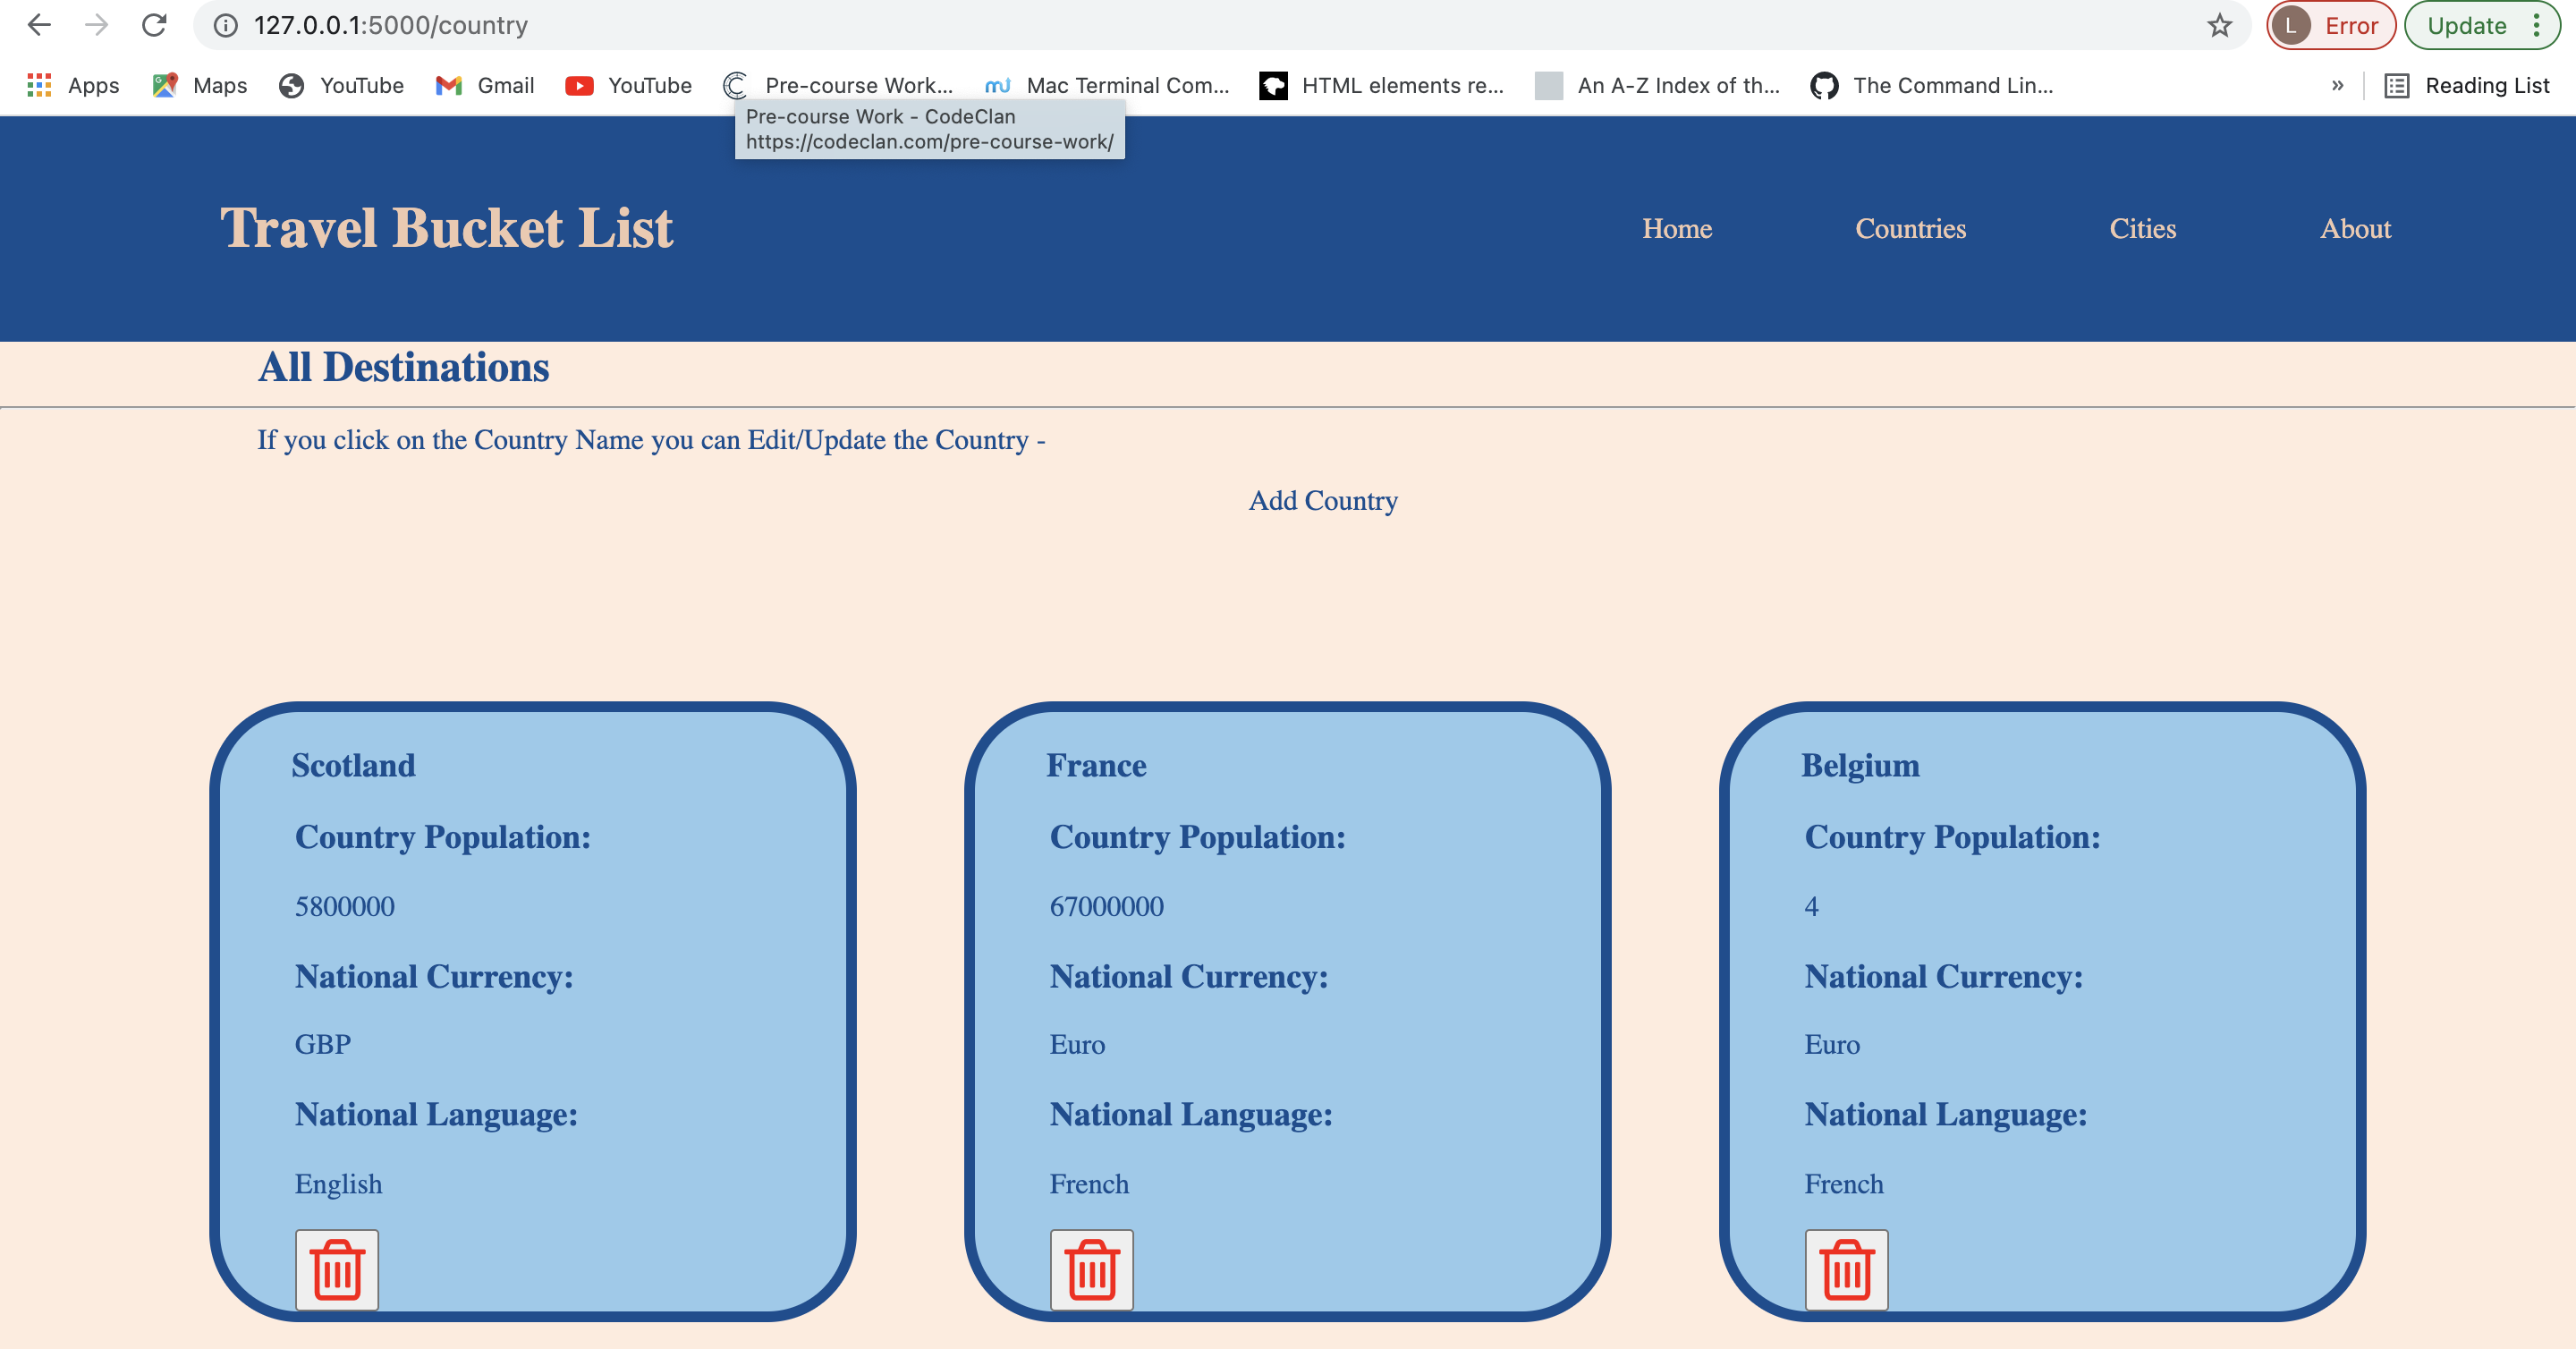 127.0.0.1:5000/country
L Error Update
Apps Maps YouTube Gmail YouTube Pre-course Work... Mac Terminal Com... HTML elements re... An A-Z Index of th... The Command Lin... » Reading List
Pre-course Work - CodeClan
https://codeclan.com/pre-course-work/
Travel Bucket List Home Countries Cities About
All Destinations
If you click on the Country Name you can Edit/Update the Country -
Add Country
Scotland
Country Population:
5800000
National Currency:
GBP
National Language:
English
France
Country Population:
67000000
National Currency:
Euro
National Language:
French
Belgium
Country Population:
4
National Currency:
Euro
National Language:
French